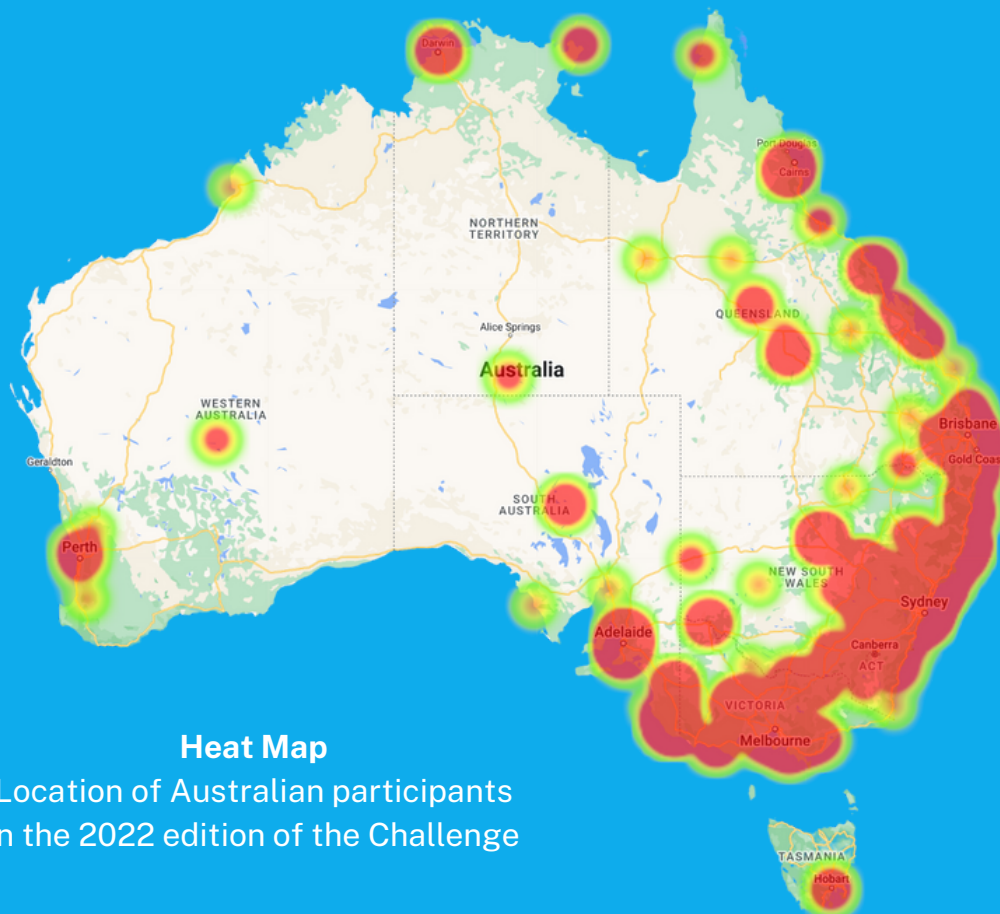 Darwin
Port Douglas
Cairns
NORTHERN
TERRITORY
QUEENSLAND
Alice Springs
Australia
WESTERN
AUSTRALIA
Brisbane
Gold Coas
Geraldton
SOUTH
AUSTRALIA
Perth
NEW SOUTH
WALES
Sydney
Adelaide
Canberra
ACT
VICTORIA
Melbourne
Heat Map
Location of Australian participants
n the 2022 edition of the Challenge
TASMANIA
Hobart